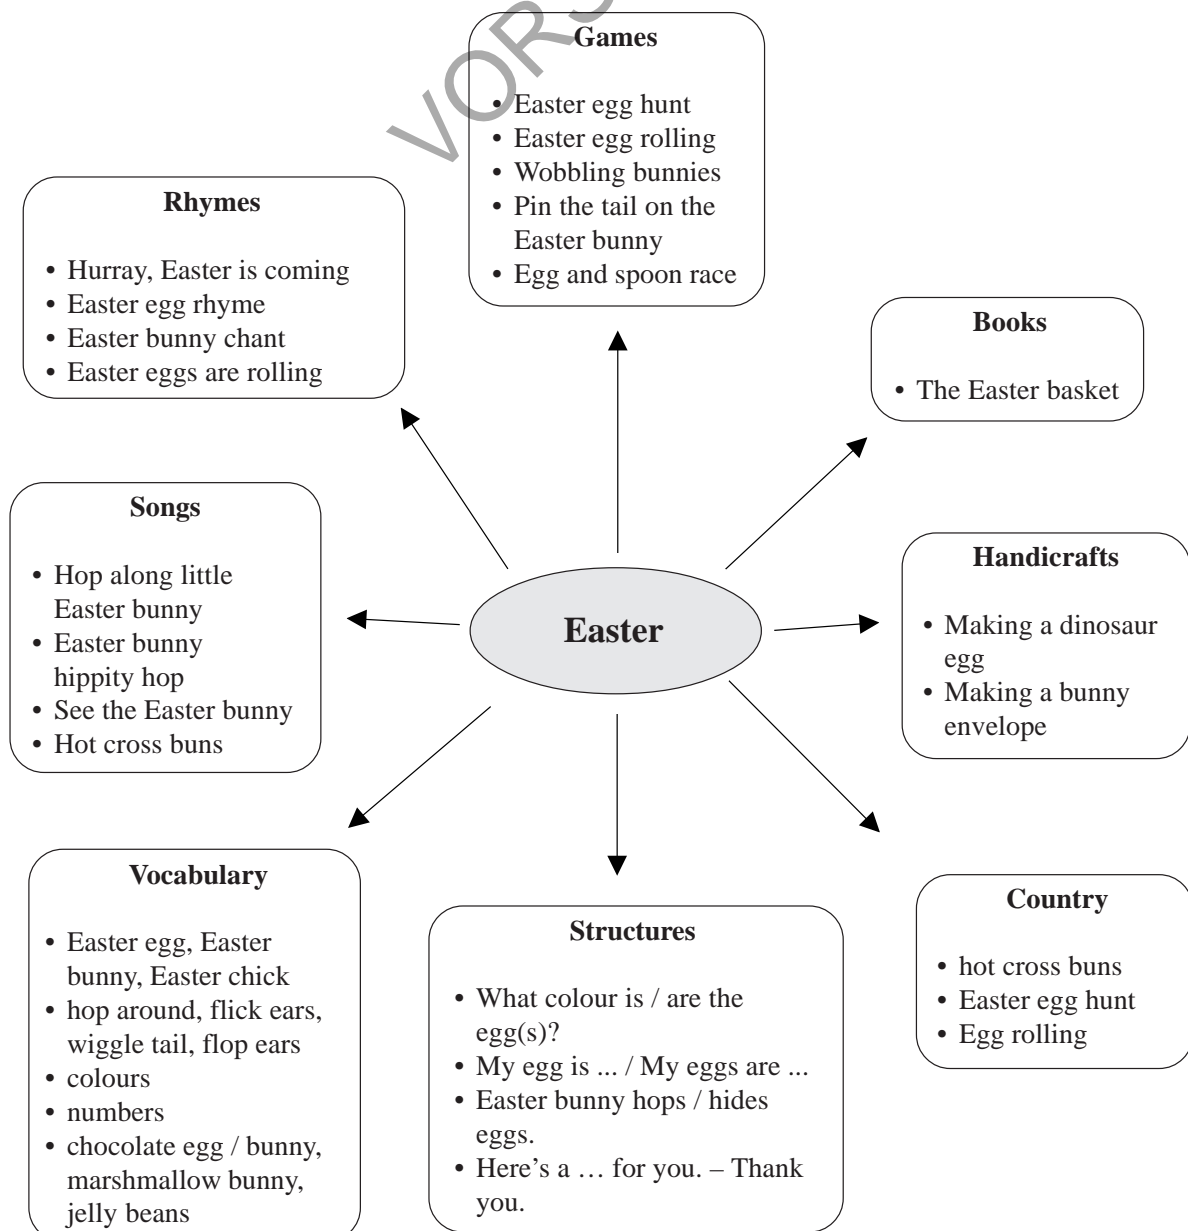 VORS
Games
• Easter egg hunt
• Easter egg rolling
• Wobbling bunnies
• Pin the tail on the
Easter bunny
• Egg and spoon race
Rhymes
• Hurray, Easter is coming
• Easter egg rhyme
• Easter bunny chant
• Easter eggs are rolling
Books
• The Easter basket
Songs
• Hop along little
Easter bunny
• Easter bunny
hippity hop
• See the Easter bunny
• Hot cross buns
Easter
Handicrafts
• Making a dinosaur
egg
• Making a bunny
envelope
Vocabulary
• Easter egg, Easter
bunny, Easter chick
• hop around, flick ears,
wiggle tail, flop ears
• colours
• numbers
• chocolate egg / bunny,
marshmallow bunny,
jelly beans
Structures
• What colour is / are the
egg(s)?
• My egg is ... / My eggs are ...
• Easter bunny hops / hides
eggs.
• Here’s a … for you. – Thank
you.
Country
• hot cross buns
• Easter egg hunt
• Egg rolling